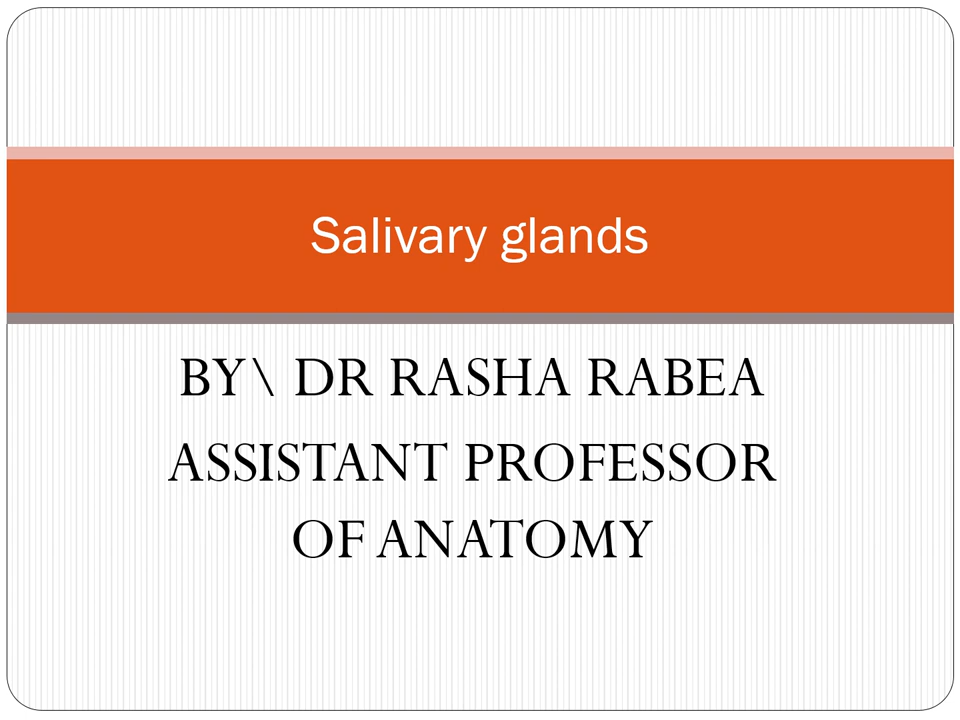 Salivary glands
BY\ DR RASHA RABEA
ASSISTANT PROFESSOR
OF ANATOMY